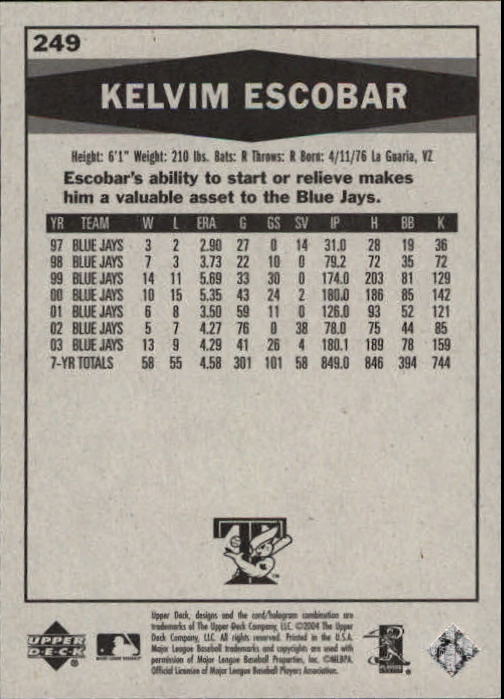 249
KELVIM ESCOBAR
Height: 6'1" Weight: 210 lbs. Bats: R Throws: R Born: 4/11/76 La Guaria, VZ
Escobar's ability to start or relieve makes
him a valuable asset to the Blue Jays.
YR TEAM W L ERA G GS SV IP H BB K
97 BLUE JAYS 3 2 2.90 27 0 14 31.0 28 19 36
98 BLUE JAYS 7 3 3.73 22 10 0 79.2 72 35 72
99 BLUE JAYS 14 11 5.69 33 30 0 174.0 203 81 129
00 BLUE JAYS 10 15 5.35 43 24 2 180.0 186 85 142
01 BLUE JAYS 6 8 3.50 59 11 0 126.0 93 52 121
02 BLUE JAYS 5 7 4.27 76 0 38 78.0 75 44 85
03 BLUE JAYS 13 9 4.29 41 26 4 180.1 189 78 159
7-YR TOTALS 58 55 4.58 301 101 58 849.0 846 394 744
T
Upper Deck, designs and the card/hologram combination are
trademarks of The Upper Deck Company, LLC. ©2004 The Upper
Deck Company, LLC. All rights reserved. Printed in the U.S.A.
Major League Baseball trademarks and copyrights are used with
permission of Major League Baseball Properties, Inc. ©MLBPA.
Official Licensee of Major League Baseball Players Association.
UPPER
DECK